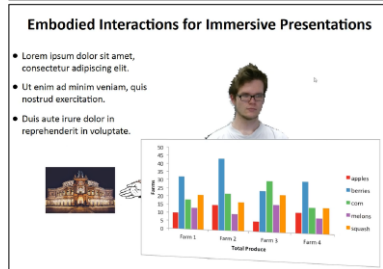 Embodied Interactions for Immersive Presentations
• Lorem ipsum dolor sit amet,
consectetur adipiscing elit.
• Ut enim ad minim veniam, quis
nostrud exercitation.
• Duis aute irure dolor in
reprehenderit in voluptate.
50
45
40
35
30
25
20
15
10
5
0
Farms
Farm 1
Farm 2
Farm 3
Farm 4
Total Produce
apples
berries
corn
melons
squash